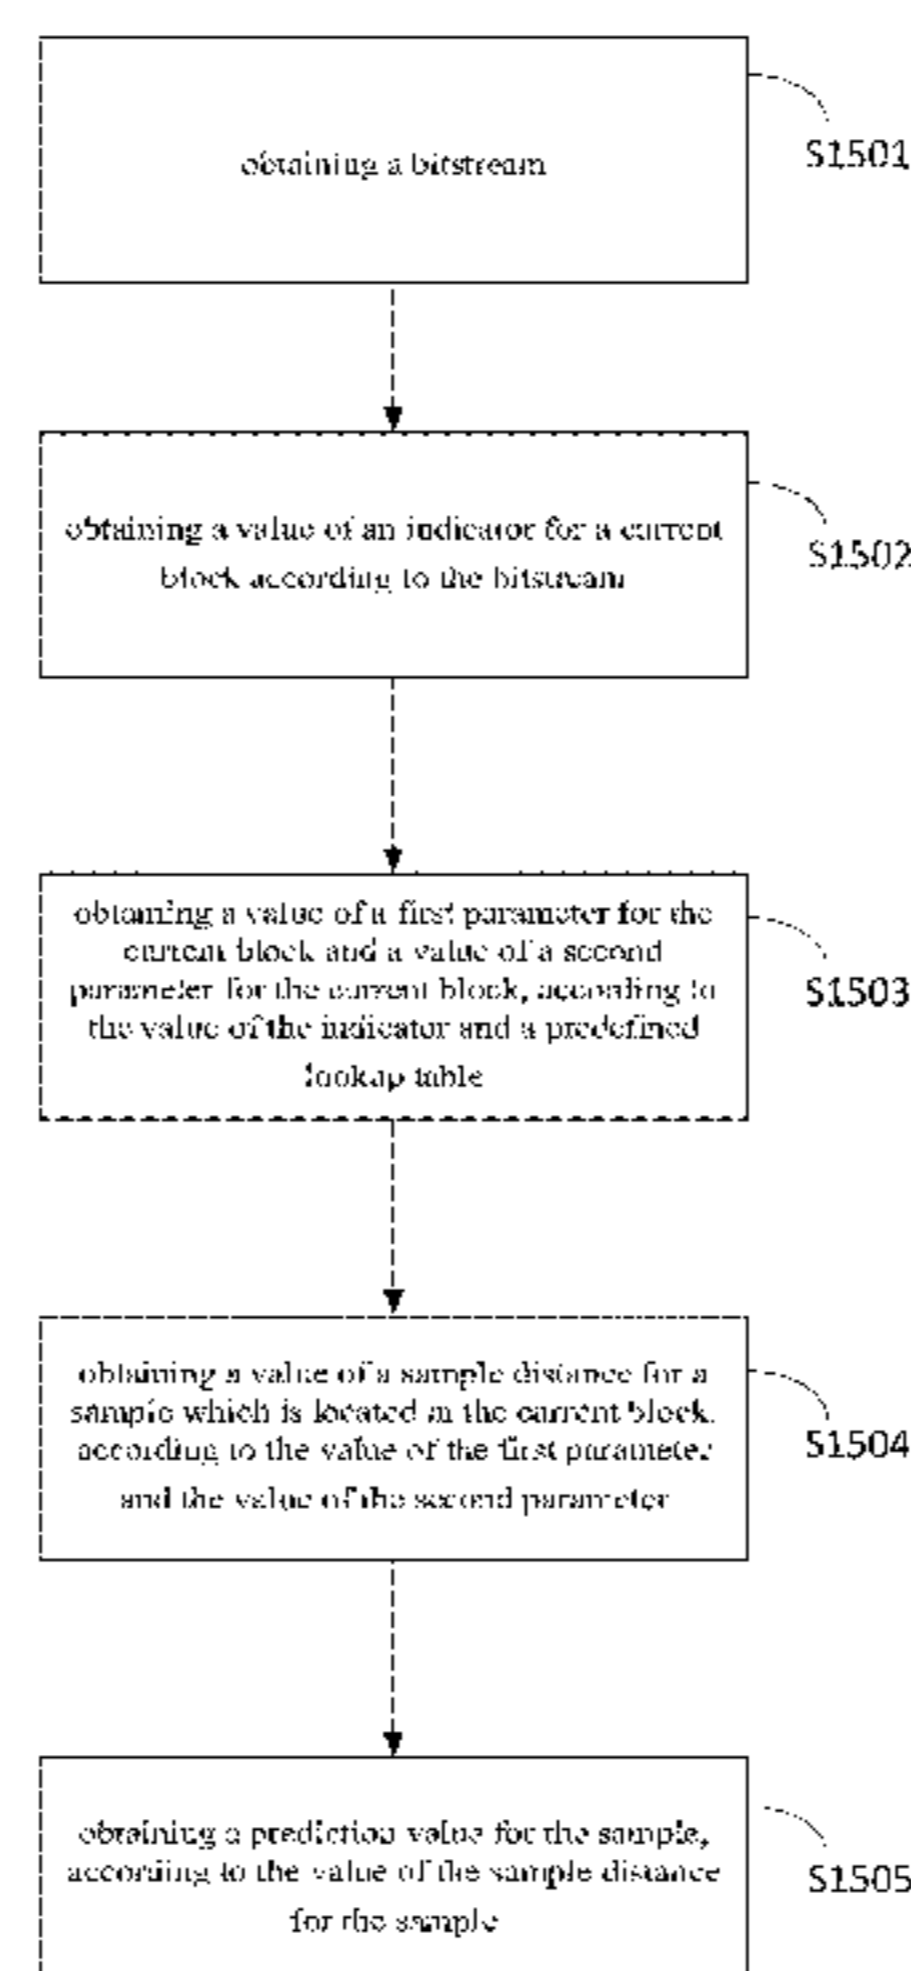 obtaining a bitstream
S1501
obtaining a value of an indicator for a current
block according to the bitstream
S1502
obtaining a value of a first parameter for the
current block and a value of a second
parameter for the current block, according to
the value of the indicator and a predefined
lookup table
S1503
obtaining a value of a sample distance for a
sample which is located in the current block,
according to the value of the first parameter
and the value of the second parameter
S1504
obtaining a prediction value for the sample,
according to the value of the sample distance
for the sample
S1505